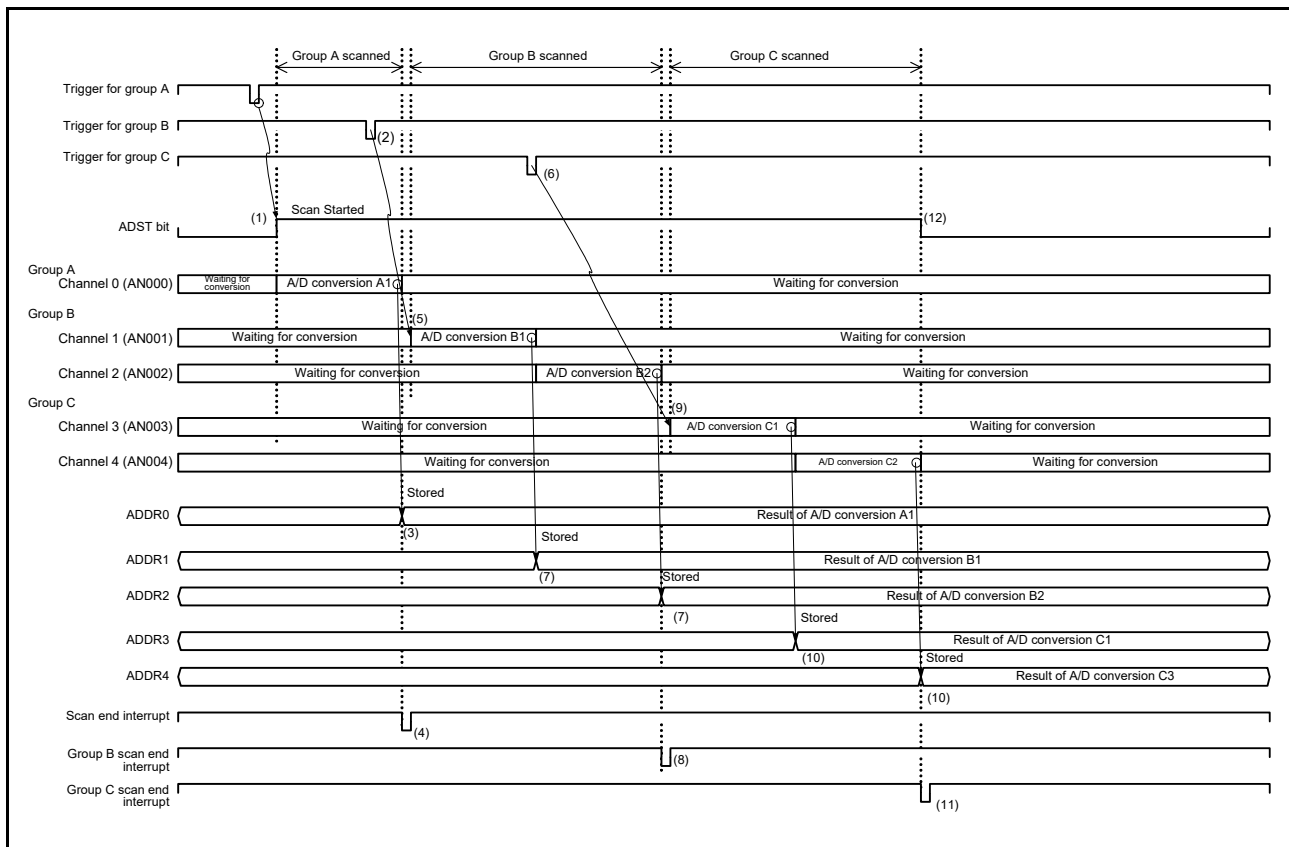 Group A scanned
Group B scanned
Group C scanned
Trigger for group A
Trigger for group B
(2)
Trigger for group C
(6)
(1)
Scan Started
(12)
ADST bit
Group A
Channel 0 (AN000)
Waiting for
conversion
A/D conversion A1
Waiting for conversion
Group B
(5)
Channel 1 (AN001)
Waiting for conversion
A/D conversion B1
Waiting for conversion
Channel 2 (AN002)
Waiting for conversion
A/D conversion B2
Waiting for conversion
Group C
(9)
Channel 3 (AN003)
Waiting for conversion
A/D conversion C1
Waiting for conversion
Channel 4 (AN004)
Waiting for conversion
A/D conversion C2
Waiting for conversion
Stored
ADDR0
Result of A/D conversion A1
(3)
Stored
ADDR1
Result of A/D conversion B1
(7)
Stored
ADDR2
Result of A/D conversion B2
(7)
Stored
ADDR3
Result of A/D conversion C1
(10)
Stored
ADDR4
Result of A/D conversion C3
(10)
Scan end interrupt
(4)
Group B scan end
interrupt
(8)
Group C scan end
interrupt
(11)